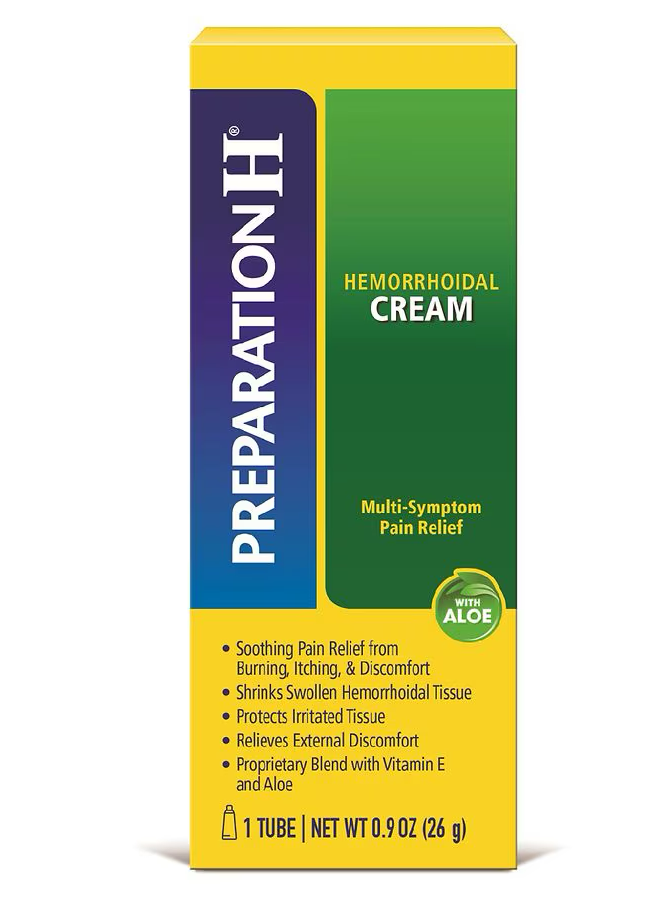 PREPARATION H®
HEMORRHOIDAL
CREAM
Multi-Symptom
Pain Relief
WITH
ALOE
• Soothing Pain Relief from
Burning, Itching, & Discomfort
• Shrinks Swollen Hemorrhoidal Tissue
• Protects Irritated Tissue
• Relieves External Discomfort
• Proprietary Blend with Vitamin E
and Aloe
1 TUBE | NET WT 0.9 OZ (26 g)